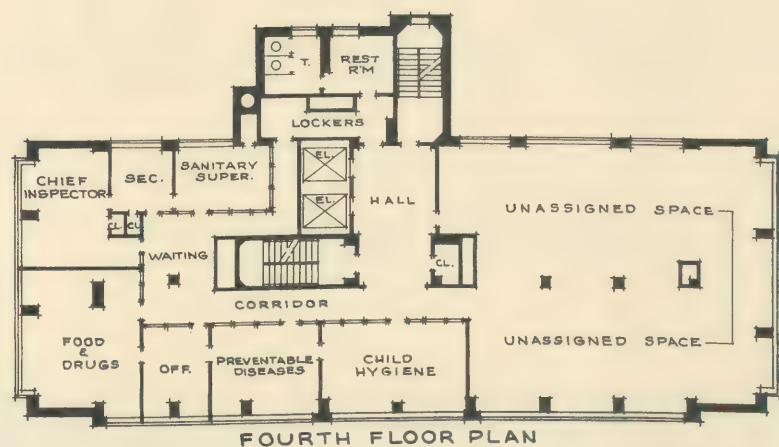 T.
REST
R'M
LOCKERS
EL.
EL.
CHIEF
INSPECTOR
SEC.
SANITARY
SUPER.
HALL
UNASSIGNED SPACE
CL.
CL.
WAITING
CL.
CORRIDOR
FOOD
&
DRUGS
OFF.
PREVENTABLE
DISEASES
CHILD
HYGIENE
UNASSIGNED SPACE
FOURTH FLOOR PLAN